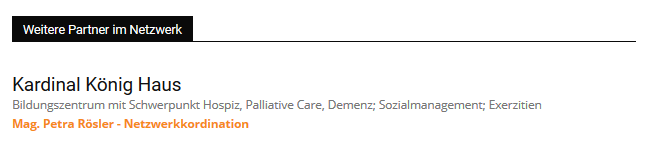 Weitere Partner im Netzwerk
Kardinal König Haus
Bildungszentrum mit Schwerpunkt Hospiz, Palliative Care, Demenz; Sozialmanagement; Exerzitien
Mag. Petra Rösler - Netzwerkkordination